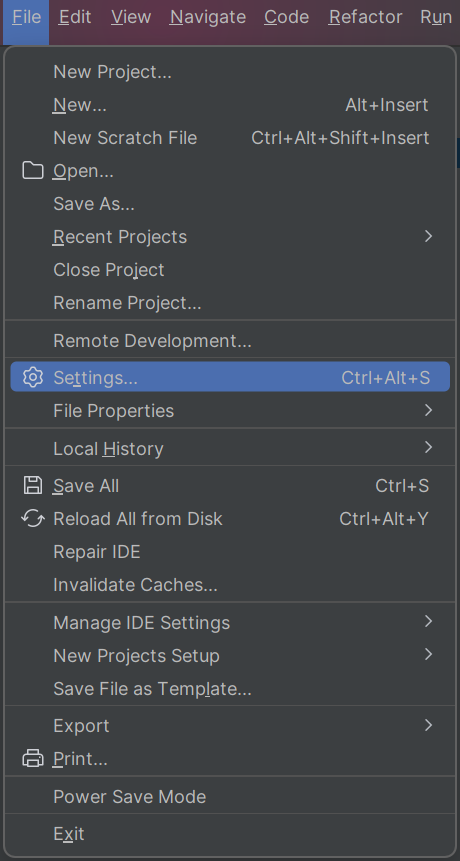 File Edit View Navigate Code Refactor Run
New Project...
New... Alt+Insert
New Scratch File Ctrl+Alt+Shift+Insert
Open...
Save As...
Recent Projects
Close Project
Rename Project...
Remote Development...
Settings... Ctrl+Alt+S
File Properties
Local History
Save All Ctrl+S
Reload All from Disk Ctrl+Alt+Y
Repair IDE
Invalidate Caches...
Manage IDE Settings
New Projects Setup
Save File as Template...
Export
Print...
Power Save Mode
Exit